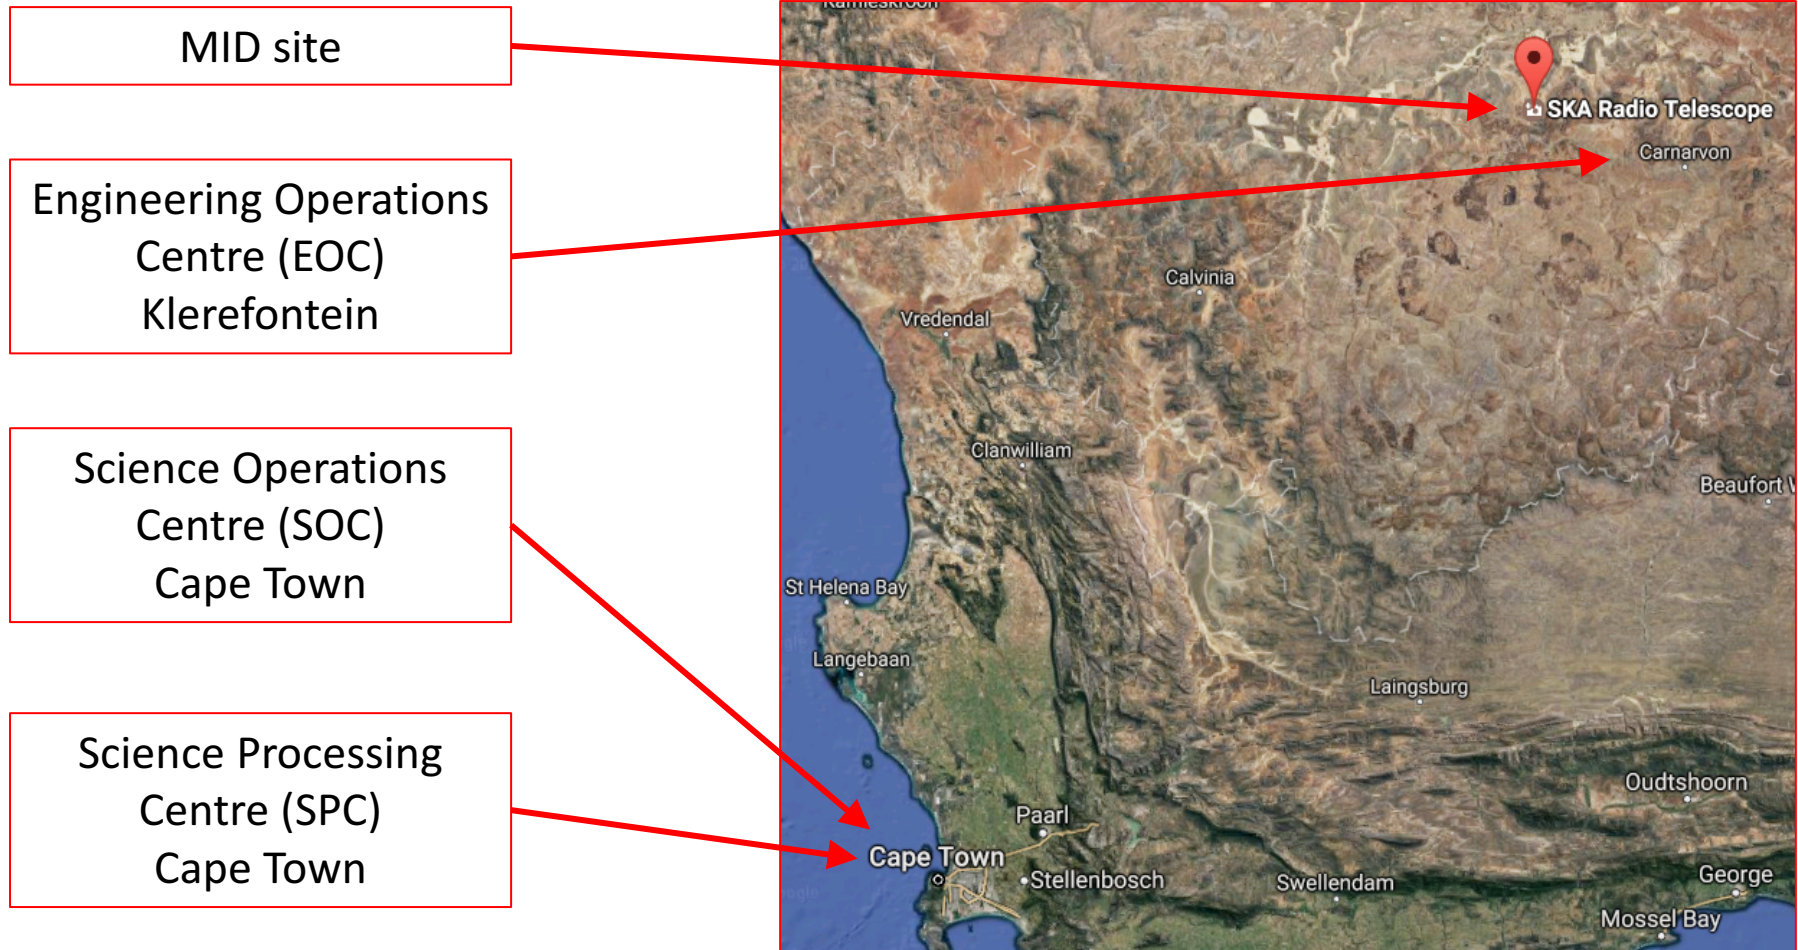 MID site
Engineering Operations
Centre (EOC)
Klerefontein
Science Operations
Centre (SOC)
Cape Town
Science Processing
Centre (SPC)
Cape Town
Kamieskroon
SKA Radio Telescope
Carnarvon
Calvinia
Vredendal
Clanwilliam
Beaufort W
St Helena Bay
Langebaan
Laingsburg
Oudtshoorn
Paarl
Cape Town
Stellenbosch
Swellendam
George
Mossel Bay